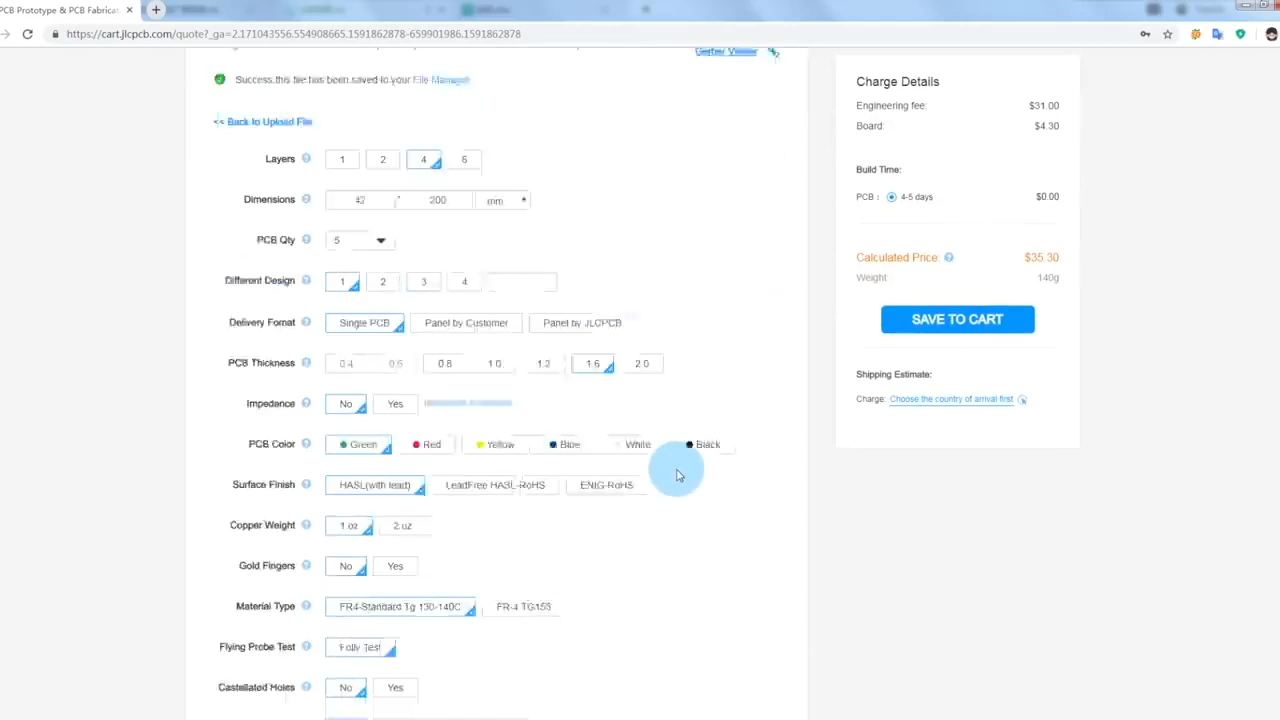 PCB Prototype & PCB Fabricat
https://cart.jlcpcb.com/quote?_ga=2.171043556.554908665.1591862878-659901986.1591862878
Gerber Viewer
Success,this file has been saved to your File Manager
<< Back to Upload File
Layers 1 2 4 6
Dimensions 42 * 200 mm
PCB Qty 5
Different Design 1 2 3 4
Delivery Format Single PCB Panel by Customer Panel by JLCPCB
PCB Thickness 0.4 0.6 0.8 1.0 1.2 1.6 2.0
Impedance No Yes
PCB Color Green Red Yellow Blue White Black
Surface Finish HASL(with lead) LeadFree HASL-RoHS ENIG-RoHS
Copper Weight 1 oz 2 oz
Gold Fingers No Yes
Material Type FR4-Standard Tg 130-140C FR-4 TG155
Flying Probe Test Fully Test
Castellated Holes No Yes
Charge Details
Engineering fee: $31.00
Board: $4.30
Build Time:
PCB : 4-5 days $0.00
Calculated Price: $35.30
Weight 140g
SAVE TO CART
Shipping Estimate:
Charge: Choose the country of arrival first